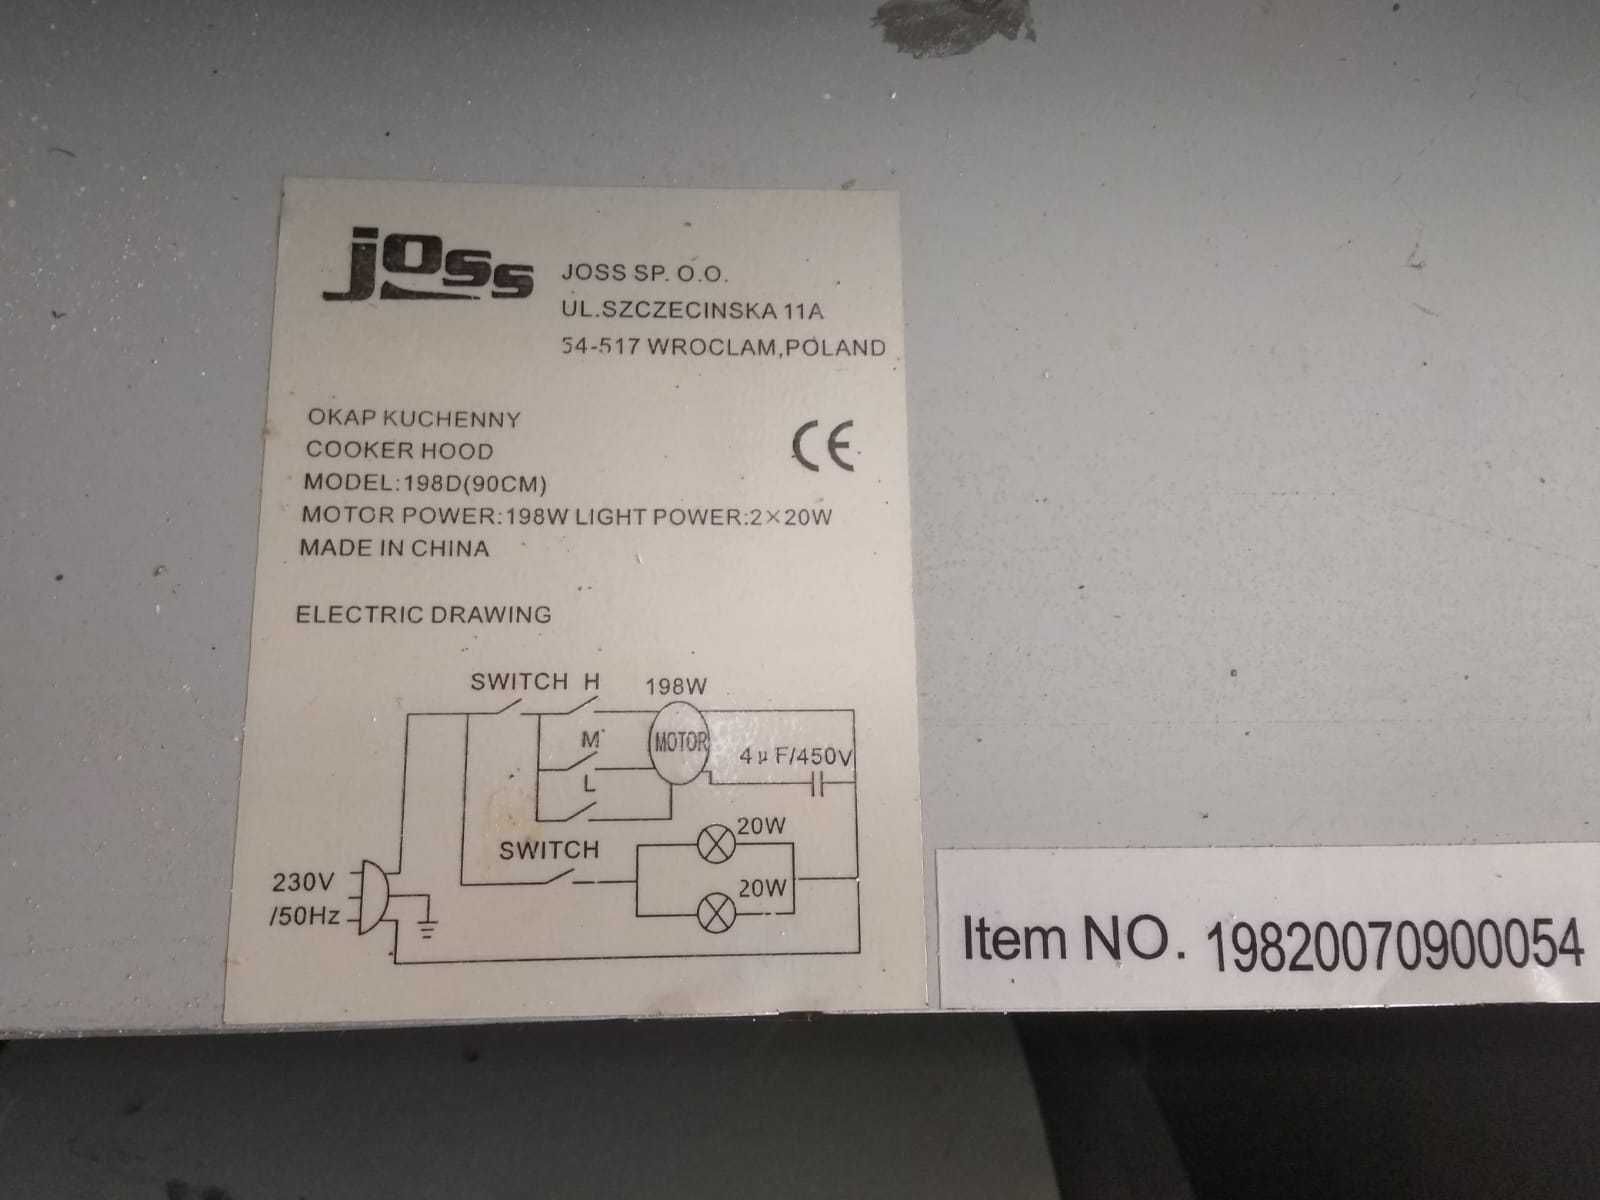 joss
JOSS SP. O.O.
UL.SZCZECINSKA 11A
54-517 WROCLAM,POLAND
OKAP KUCHENNY
COOKER HOOD
MODEL:198D(90CM)
MOTOR POWER:198W LIGHT POWER:2×20W
MADE IN CHINA
CE
ELECTRIC DRAWING
SWITCH H 198W
M MOTOR
4μF/450V
L
20W
SWITCH
20W
230V
/50Hz
Item NO. 19820070900054